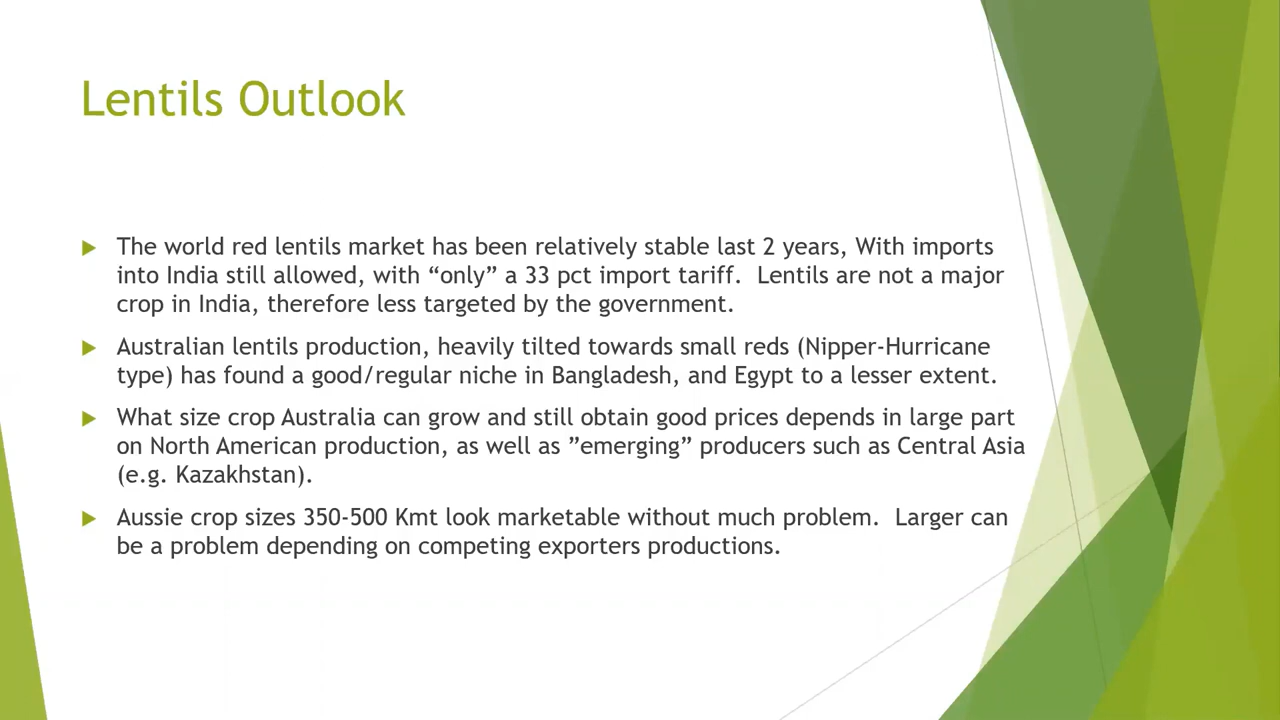 Lentils Outlook
The world red lentils market has been relatively stable last 2 years, With imports
into India still allowed, with “only” a 33 pct import tariff.  Lentils are not a major
crop in India, therefore less targeted by the government.
Australian lentils production, heavily tilted towards small reds (Nipper-Hurricane
type) has found a good/regular niche in Bangladesh, and Egypt to a lesser extent.
What size crop Australia can grow and still obtain good prices depends in large part
on North American production, as well as ”emerging” producers such as Central Asia
(e.g. Kazakhstan).
Aussie crop sizes 350-500 Kmt look marketable without much problem.  Larger can
be a problem depending on competing exporters productions.